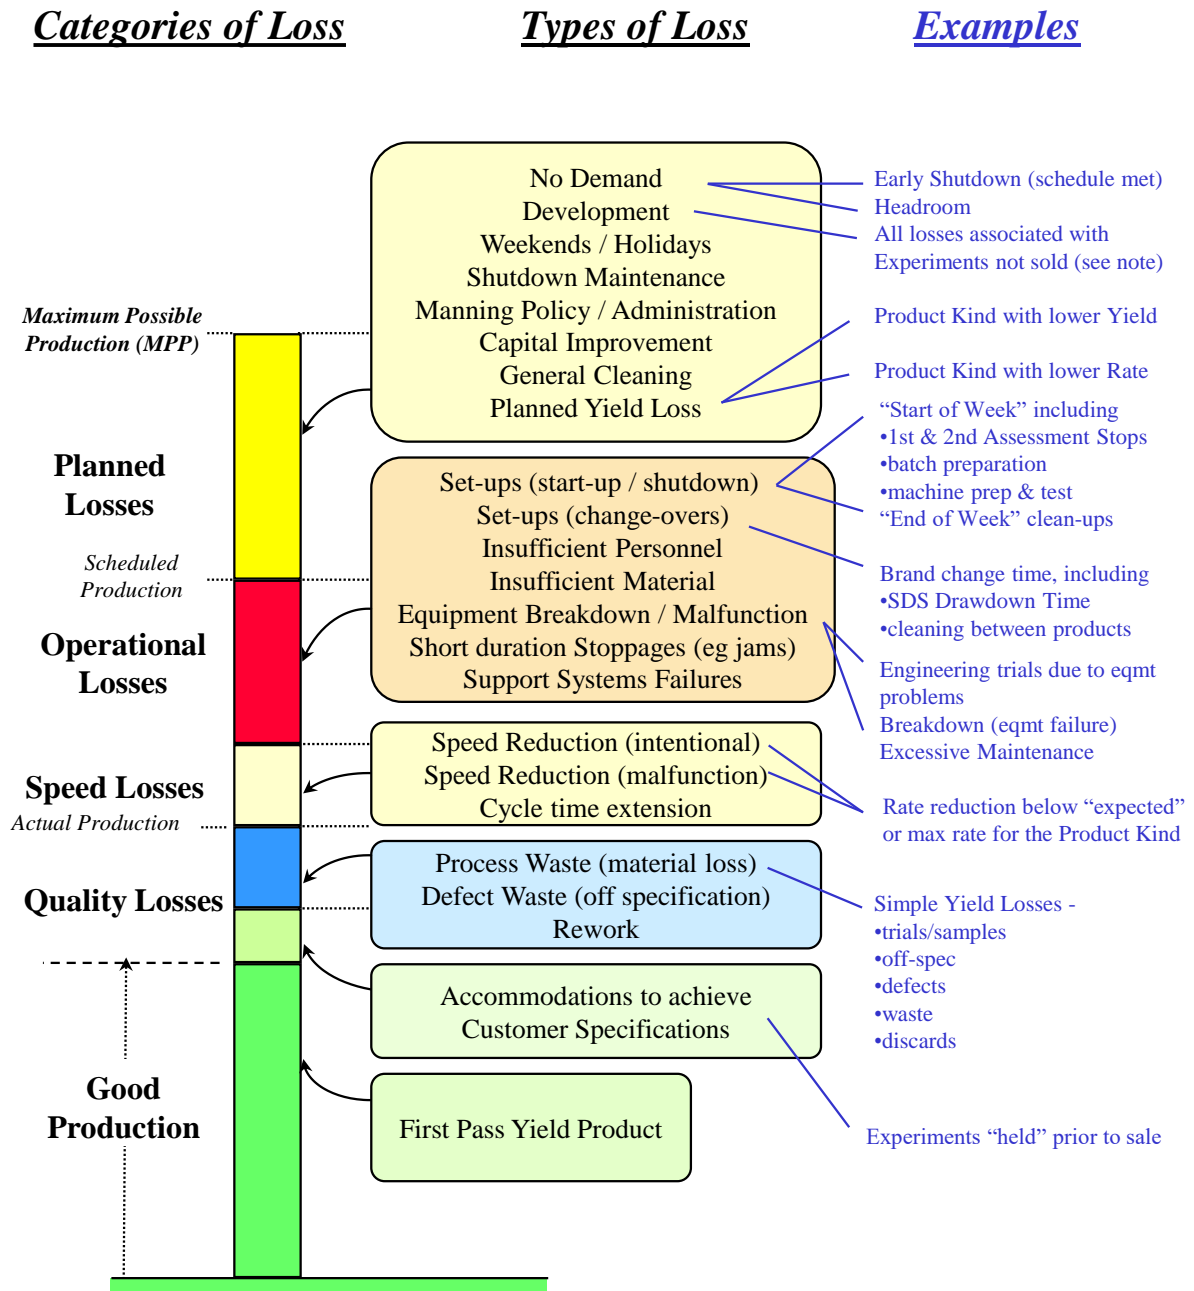 Categories of Loss
Types of Loss
Examples
No Demand
Development
Weekends / Holidays
Shutdown Maintenance
Manning Policy / Administration
Capital Improvement
General Cleaning
Planned Yield Loss
Early Shutdown (schedule met)
Headroom
All losses associated with
Experiments not sold (see note)
Product Kind with lower Yield
Product Kind with lower Rate
Maximum Possible
Production (MPP)
Planned
Losses
Scheduled
Production
Set-ups (start-up / shutdown)
Set-ups (change-overs)
Insufficient Personnel
Insufficient Material
Equipment Breakdown / Malfunction
Short duration Stoppages (eg jams)
Support Systems Failures
“Start of Week” including
•1st & 2nd Assessment Stops
•batch preparation
•machine prep & test
“End of Week” clean-ups
Brand change time, including
•SDS Drawdown Time
•cleaning between products
Engineering trials due to eqmt
problems
Breakdown (eqmt failure)
Excessive Maintenance
Operational
Losses
Speed Losses
Actual Production
Speed Reduction (intentional)
Speed Reduction (malfunction)
Cycle time extension
Rate reduction below “expected”
or max rate for the Product Kind
Quality Losses
Process Waste (material loss)
Defect Waste (off specification)
Rework
Simple Yield Losses -
•trials/samples
•off-spec
•defects
•waste
•discards
Accommodations to achieve
Customer Specifications
Good
Production
First Pass Yield Product
Experiments “held” prior to sale